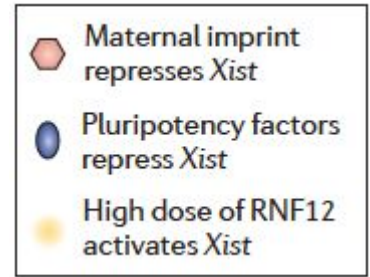 Maternal imprint
represses Xist
Pluripotency factors
repress Xist
High dose of RNF12
activates Xist